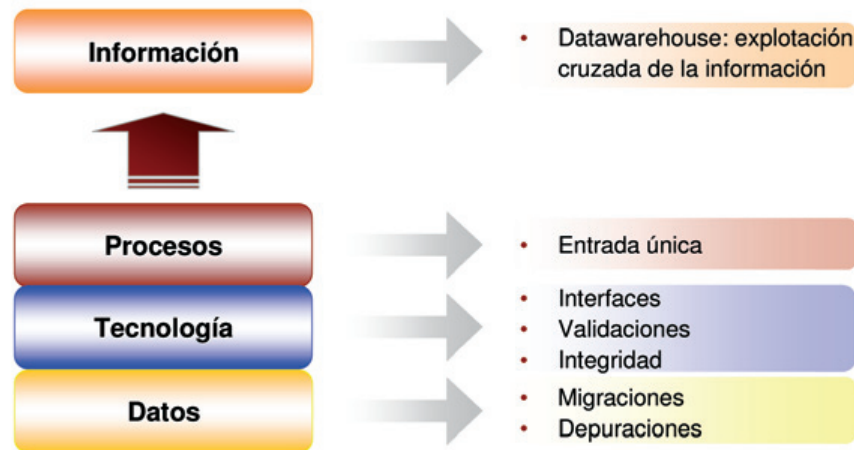 Información
• Datawarehouse: explotación
cruzada de la información
Procesos
• Entrada única
Tecnología
• Interfaces
• Validaciones
• Integridad
Datos
• Migraciones
• Depuraciones